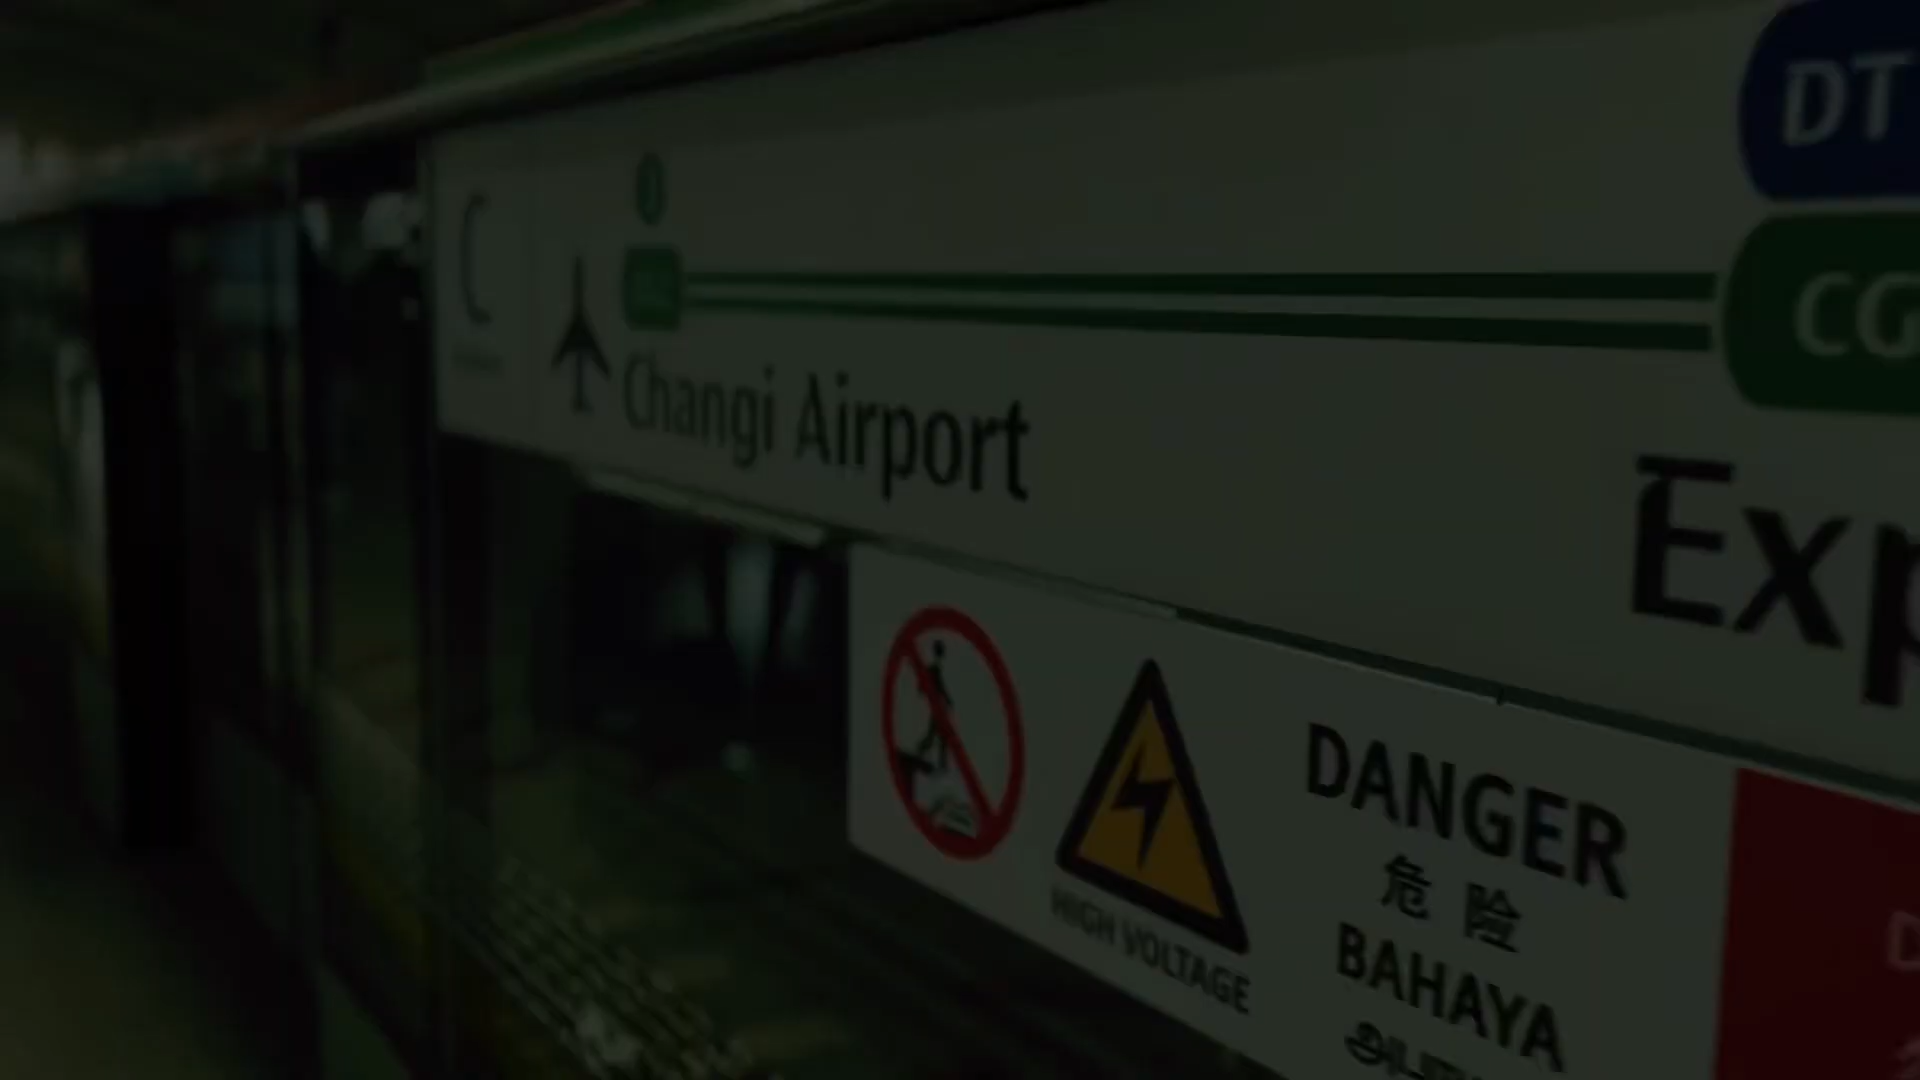 DT
C
CG
Changi Airport
Exp
DANGER
危险
HIGH VOLTAGE
BAHAYA